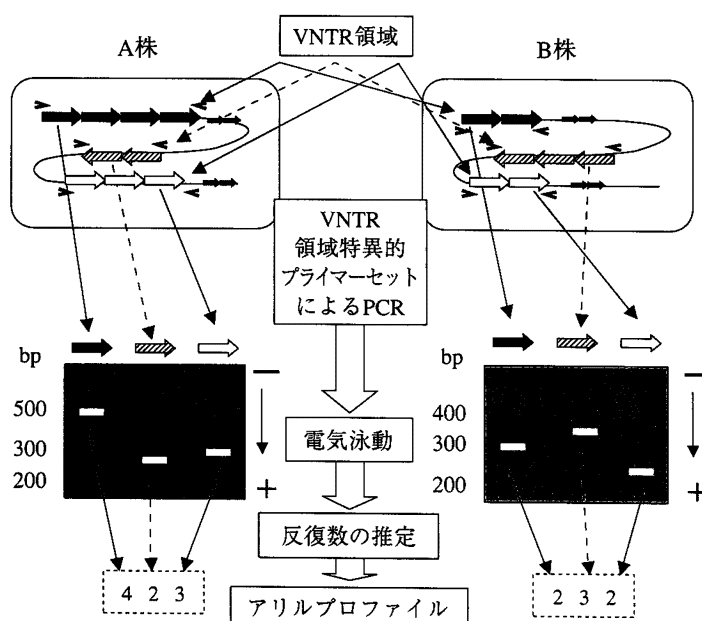 A株
VNTR領域
B株
VNTR
領域特異的
プライマーセット
によるPCR
bp
500
300
200
−
+
電気泳動
bp
400
300
200
−
+
反復数の推定
4 2 3
2 3 2
アリルプロファイル